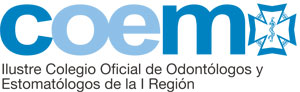 coem
Ilustre Colegio Oficial de Odontólogos y
Estomatólogos de la I Región